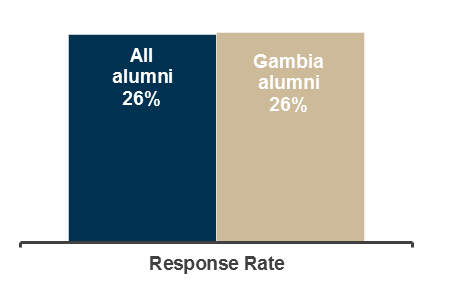 All
alumni
26%
Gambia
alumni
26%
Response Rate